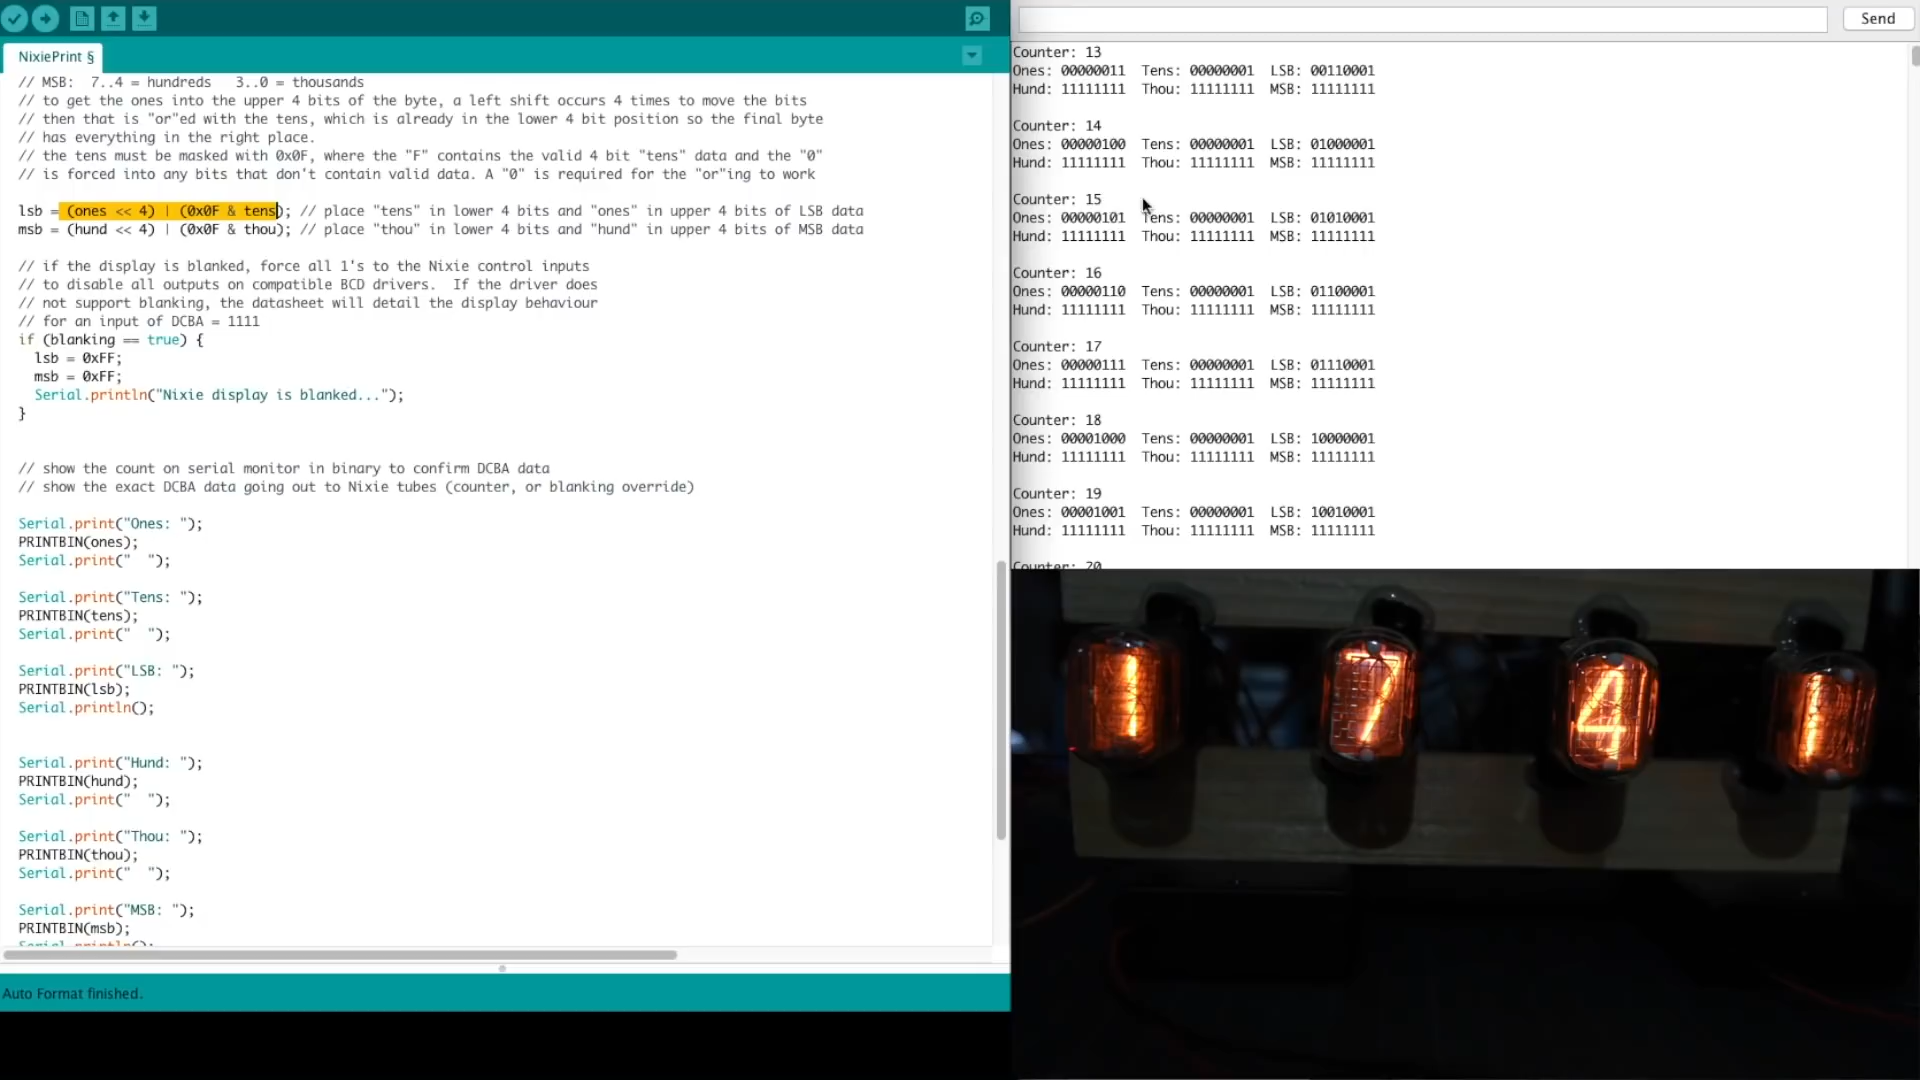 NixiePrint §
// MSB:  7..4 = hundreds   3..0 = thousands
// to get the ones into the upper 4 bits of the byte, a left shift occurs 4 times to move the bits
// then that is "or"ed with the tens, which is already in the lower 4 bit position so the final byte
// has everything in the right place.
// the tens must be masked with 0x0F, where the "F" contains the valid 4 bit "tens" data and the "0"
// is forced into any bits that don't contain valid data. A "0" is required for the "or"ing to work
lsb = (ones << 4) | (0x0F & tens); // place "tens" in lower 4 bits and "ones" in upper 4 bits of LSB data
msb = (hund << 4) | (0x0F & thou); // place "thou" in lower 4 bits and "hund" in upper 4 bits of MSB data
// if the display is blanked, force all 1's to the Nixie control inputs
// to disable all outputs on compatible BCD drivers.  If the driver does
// not support blanking, the datasheet will detail the display behaviour
// for an input of DCBA = 1111
if (blanking == true) {
lsb = 0xFF;
msb = 0xFF;
Serial.println("Nixie display is blanked...");
}
// show the count on serial monitor in binary to confirm DCBA data
// show the exact DCBA data going out to Nixie tubes (counter, or blanking override)
Serial.print("Ones: ");
PRINTBIN(ones);
Serial.print("  ");
Serial.print("Tens: ");
PRINTBIN(tens);
Serial.print("  ");
Serial.print("LSB: ");
PRINTBIN(lsb);
Serial.println();
Serial.print("Hund: ");
PRINTBIN(hund);
Serial.print("  ");
Serial.print("Thou: ");
PRINTBIN(thou);
Serial.print("  ");
Serial.print("MSB: ");
PRINTBIN(msb);
Serial.println();
Auto Format finished.
Send
Counter: 13
Ones: 00000011  Tens: 00000001  LSB: 00110001
Hund: 11111111  Thou: 11111111  MSB: 11111111
Counter: 14
Ones: 00000100  Tens: 00000001  LSB: 01000001
Hund: 11111111  Thou: 11111111  MSB: 11111111
Counter: 15
Ones: 00000101  Tens: 00000001  LSB: 01010001
Hund: 11111111  Thou: 11111111  MSB: 11111111
Counter: 16
Ones: 00000110  Tens: 00000001  LSB: 01100001
Hund: 11111111  Thou: 11111111  MSB: 11111111
Counter: 17
Ones: 00000111  Tens: 00000001  LSB: 01110001
Hund: 11111111  Thou: 11111111  MSB: 11111111
Counter: 18
Ones: 00001000  Tens: 00000001  LSB: 10000001
Hund: 11111111  Thou: 11111111  MSB: 11111111
Counter: 19
Ones: 00001001  Tens: 00000001  LSB: 10010001
Hund: 11111111  Thou: 11111111  MSB: 11111111
Counter: 20
1 7 4 1